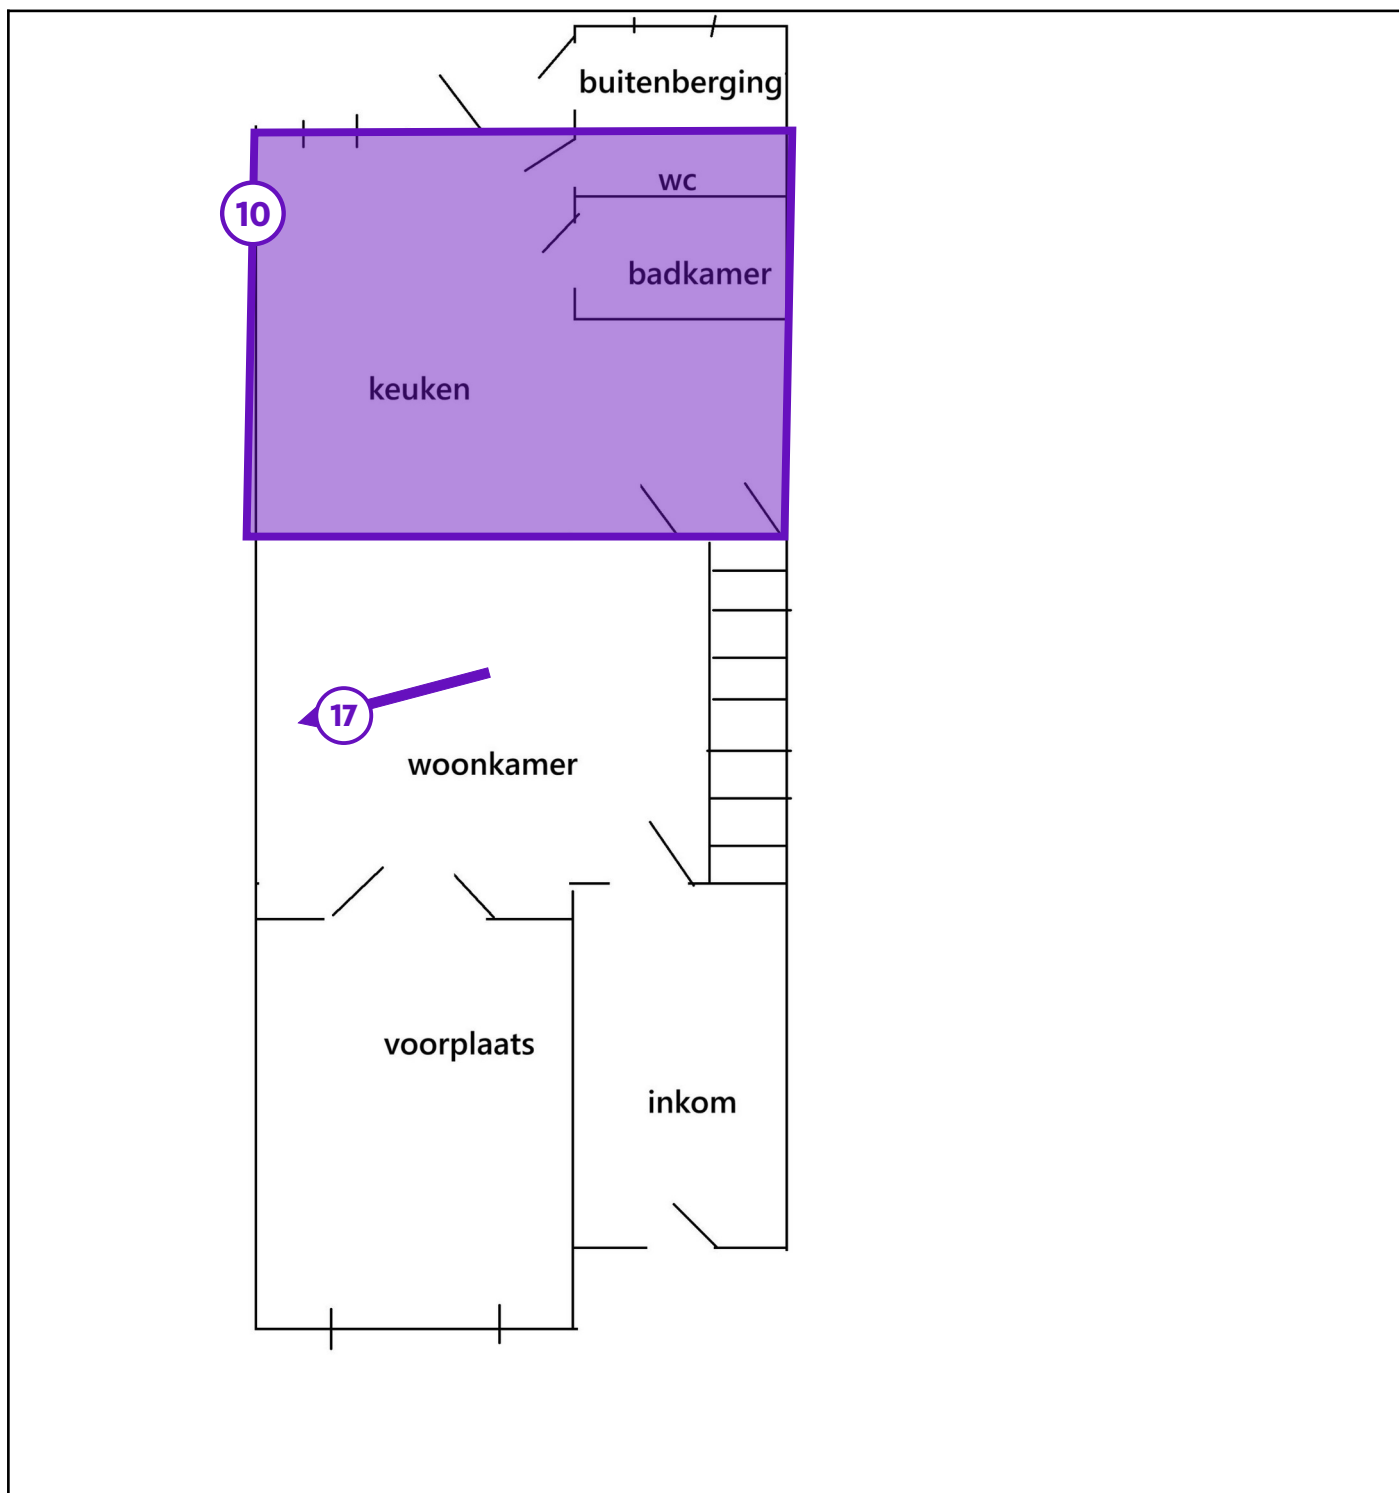 buitenberging
wc
10
badkamer
keuken
17
woonkamer
voorplaats
inkom